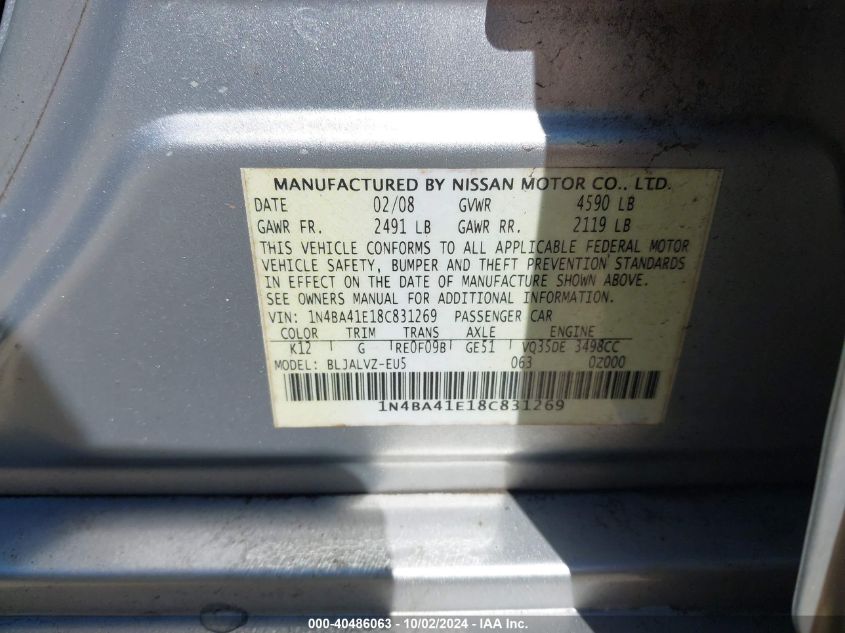 MANUFACTURED BY NISSAN MOTOR CO., LTD.
DATE 02/08 GVWR 4590 LB
GAWR FR. 2491 LB GAWR RR. 2119 LB
THIS VEHICLE CONFORMS TO ALL APPLICABLE FEDERAL MOTOR
VEHICLE SAFETY, BUMPER AND THEFT PREVENTION STANDARDS
IN EFFECT ON THE DATE OF MANUFACTURE SHOWN ABOVE.
SEE OWNERS MANUAL FOR ADDITIONAL INFORMATION.
VIN: 1N4BA41E18C831269 PASSENGER CAR
COLOR TRIM TRANS AXLE ENGINE
K12 G RE0F09B GE51 VQ35DE 3498CC
MODEL: BLJALVZ-EU5 063 02000
1N4BA41E18C831269
000-40486063 - 10/02/2024 - IAA Inc.